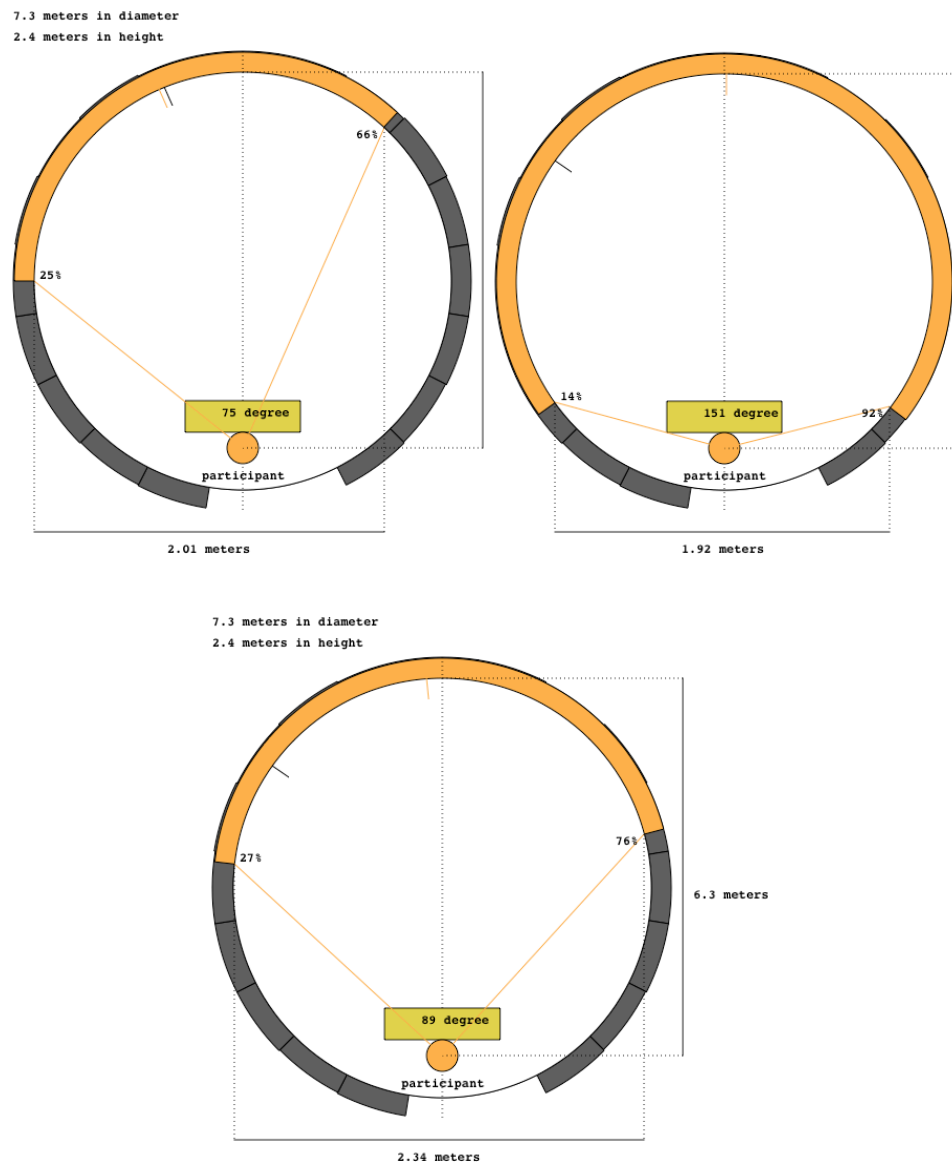 7.3 meters in diameter
2.4 meters in height
66%
25%
75 degree
participant
2.01 meters
14%
151 degree
92%
participant
1.92 meters
7.3 meters in diameter
2.4 meters in height
76%
27%
6.3 meters
89 degree
participant
2.34 meters